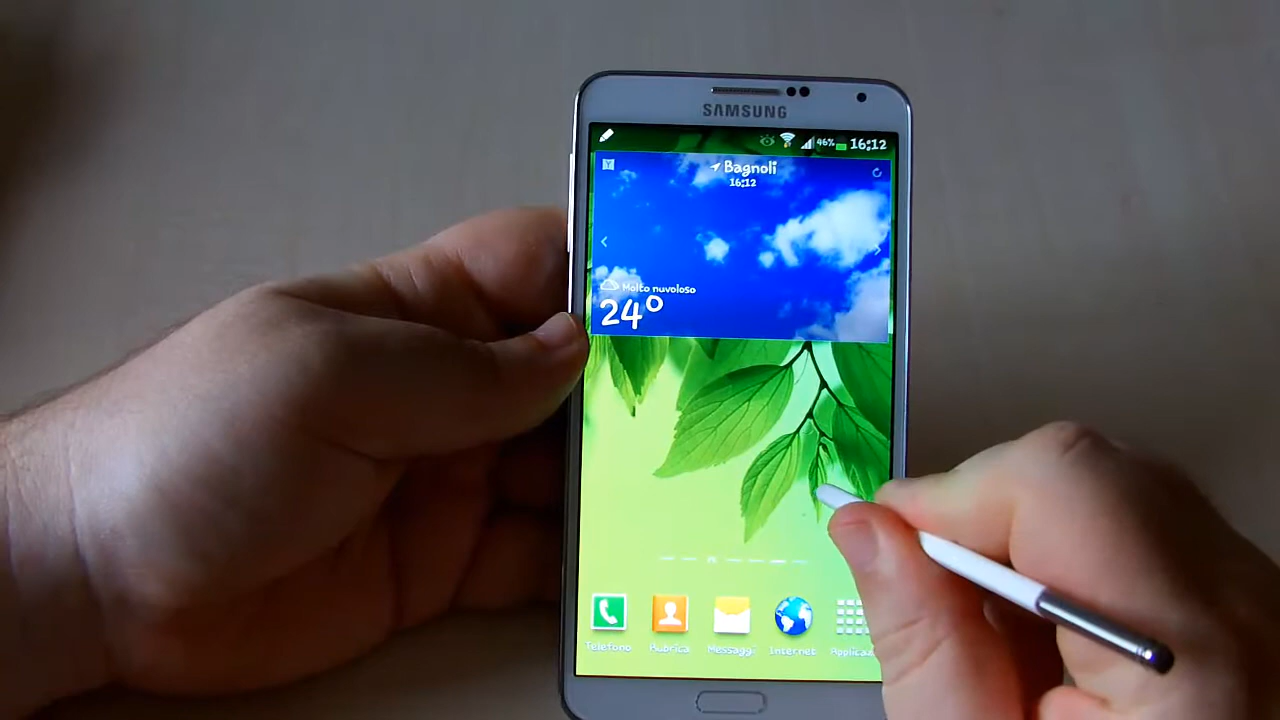 SAMSUNG
46% 16:12
Bagnoli
16:12
Molto nuvoloso
24°
Telefono Rubrica Messaggi Internet